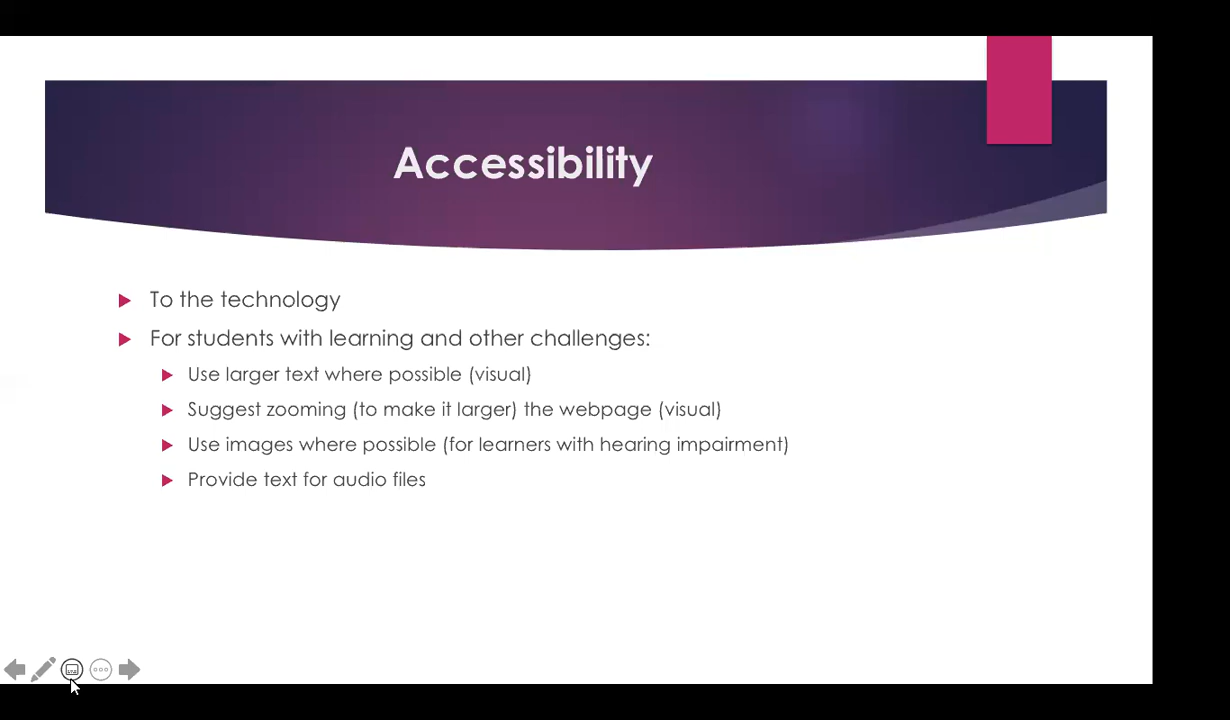 Accessibility
To the technology
For students with learning and other challenges:
Use larger text where possible (visual)
Suggest zooming (to make it larger) the webpage (visual)
Use images where possible (for learners with hearing impairment)
Provide text for audio files